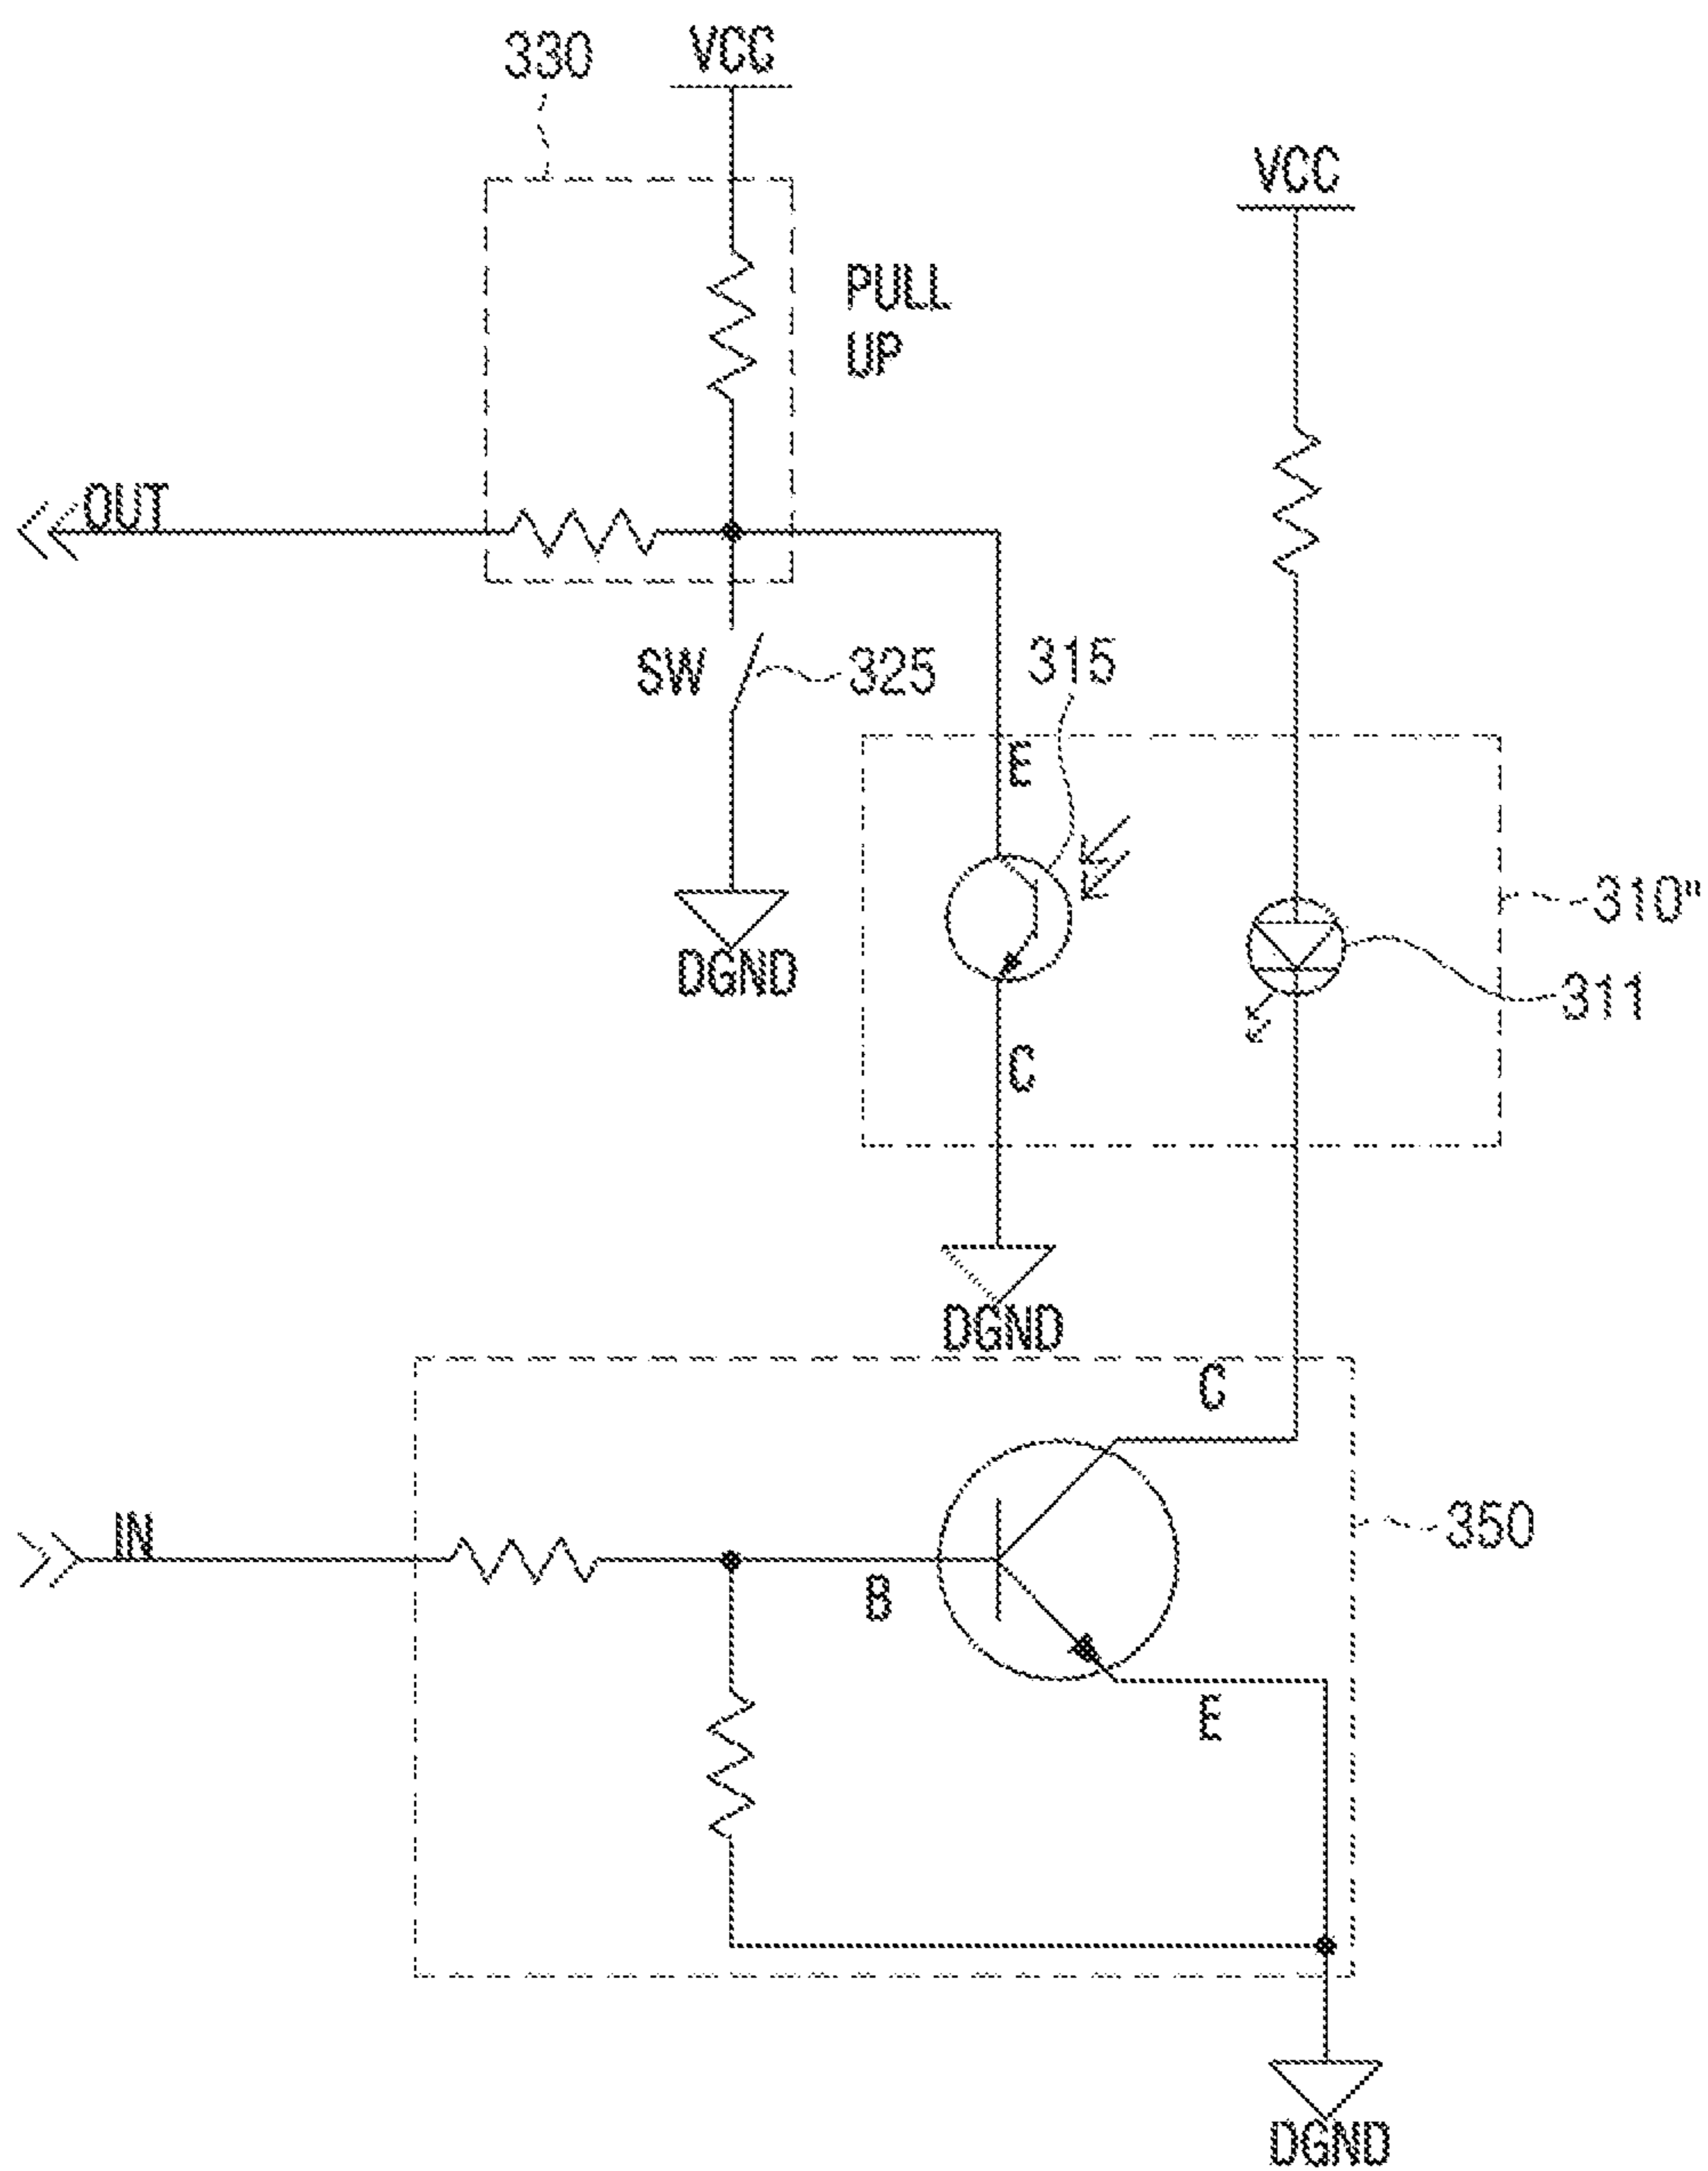 330
VCC
VCC
PULL
UP
OUT
SW
325
315
E
310"
DGND
311
C
DGND
C
IN
350
B
E
DGND